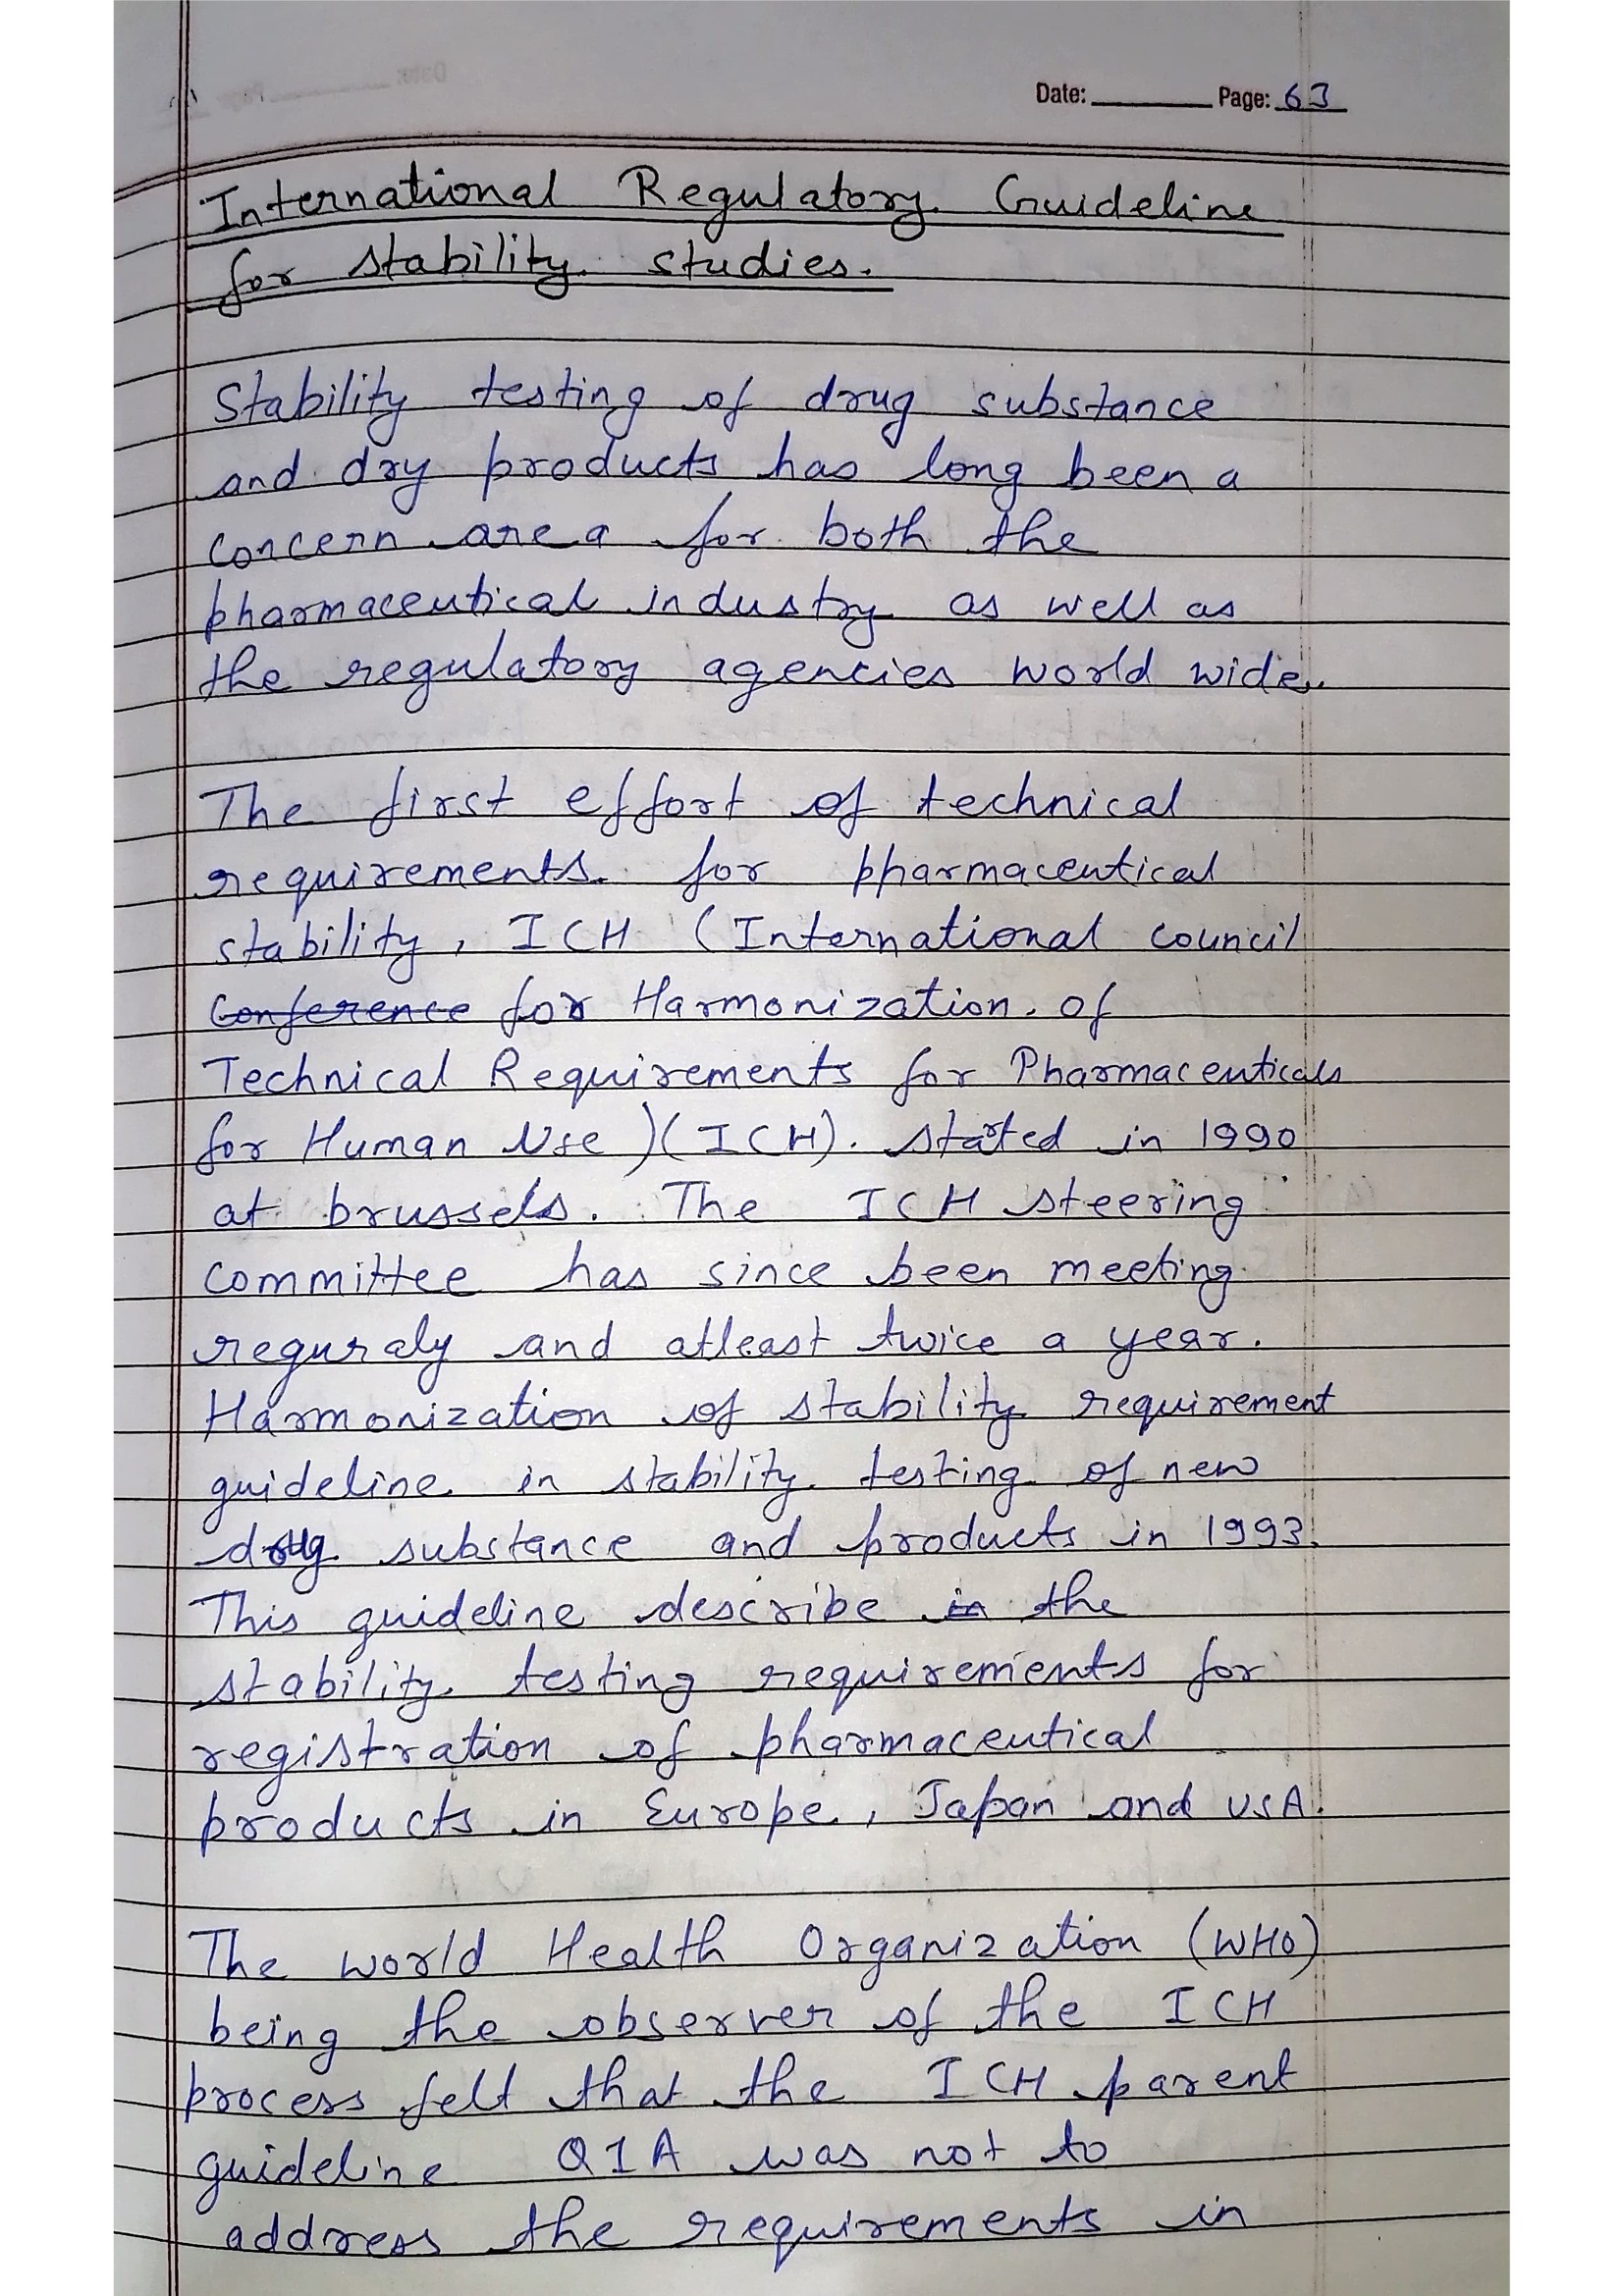 Date: Page: 63
International Regulatory Guideline
for stability studies.
Stability testing of drug substance
and dry products has long been a
concern area for both the
pharmaceutical industry as well as
the regulatory agencies world wide.
The first effort of technical
requirements for pharmaceutical
stability, ICH (International council
Conference for Harmonization of
Technical Requirements for Pharmaceuticals
for Human Use)(ICH). started in 1990
at brussels. The ICH steering
committee has since been meeting
reguraly and atleast twice a year.
Harmonization of stability requirement
guideline in stability testing of new
drug substance and products in 1993.
This guideline describe in the
stability testing requirements for
registration of pharmaceutical
products in Europe, Japan and USA.
The world Health Organization (WHO)
being the observer of the ICH
process felt that the ICH parent
guideline Q1A was not to
address the requirements in